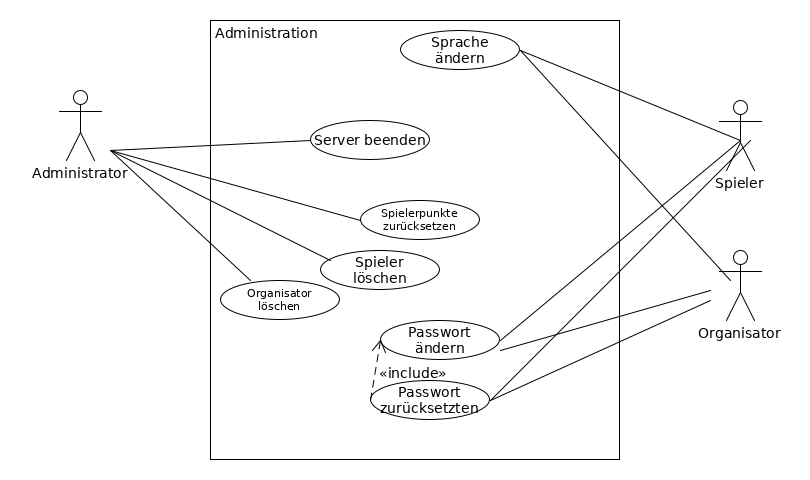 Administration
Sprache
ändern
Server beenden
Administrator
Spieler
Spielerpunkte
zurücksetzen
Spieler
löschen
Organisator
löschen
Organisator
Passwort
ändern
«include»
Passwort
zurücksetzten